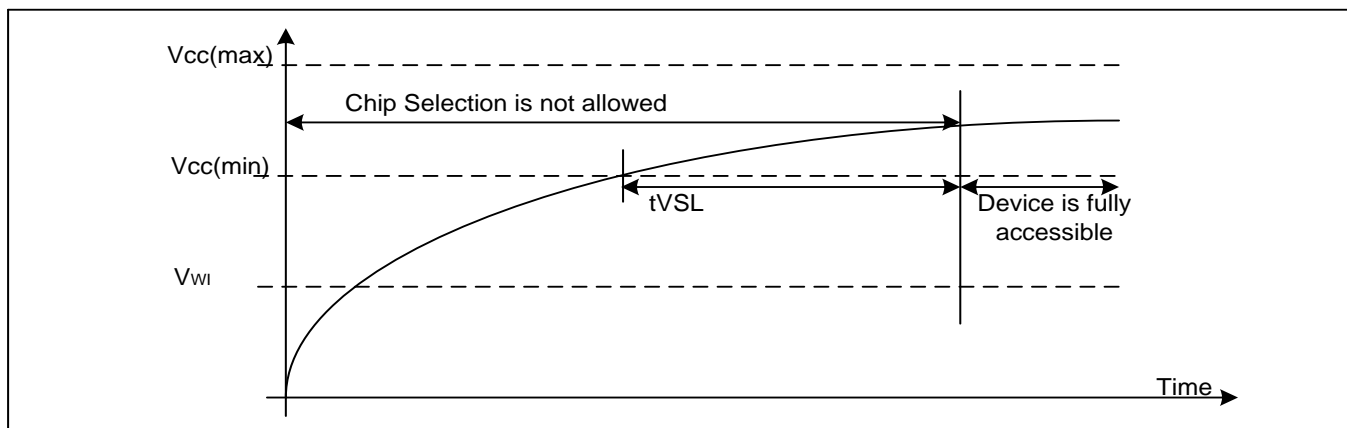 Vcc(max)
Chip Selection is not allowed
Vcc(min)
tVSL
Device is fully
accessible
VWI
Time